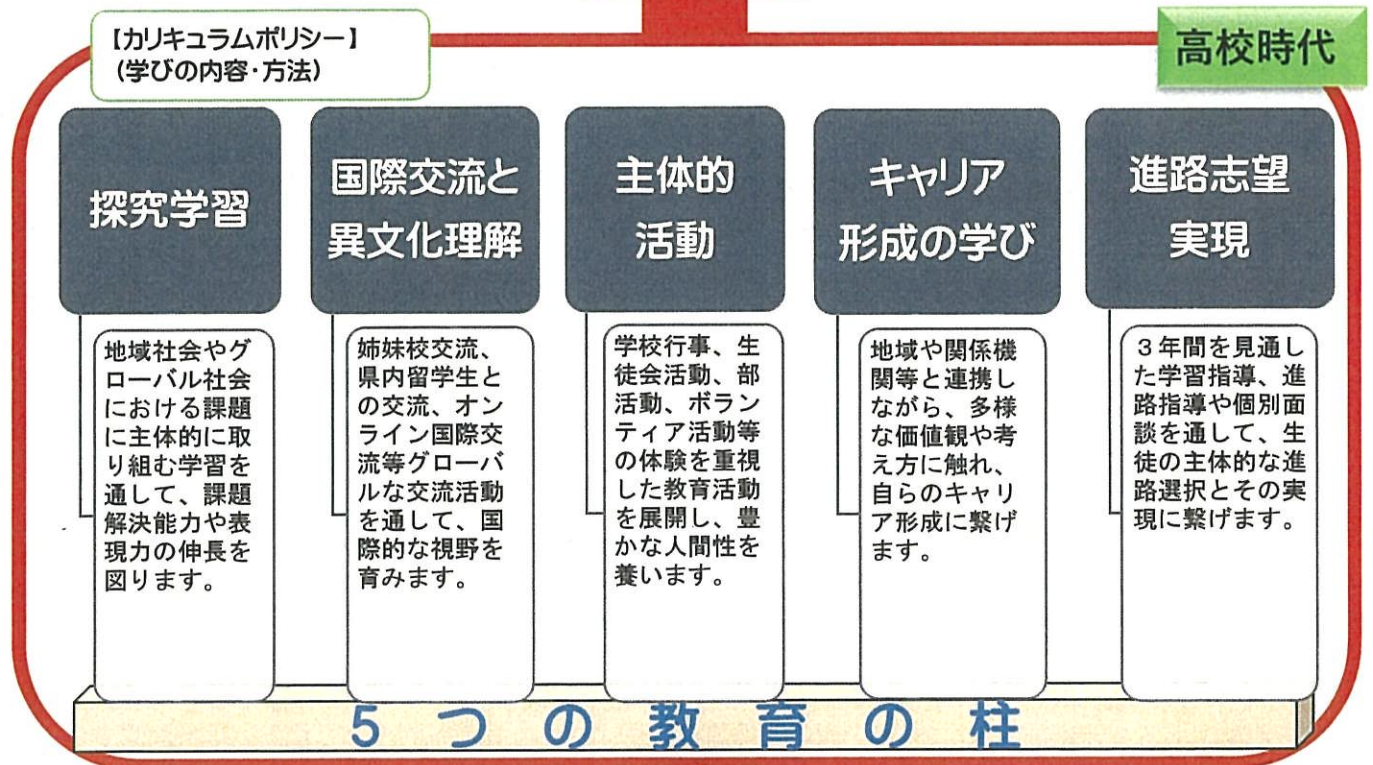 【カリキュラムポリシー】
(学びの内容・方法)
高校時代
探究学習
国際交流と
異文化理解
主体的
活動
キャリア
形成の学び
進路志望
実現
地域社会やグ
ローバル社会
における課題
に主体的に取
り組む学習を
通して、課題
解決能力や表
現力の伸長を
図ります。
姉妹校交流、
県内留学生と
の交流、オン
ライン国際交
流等グローバ
ルな交流活動
を通して、国
際的な視野を
育みます。
学校行事、生
徒会活動、部
活動、ボラン
ティア活動等
の体験を重視
した教育活動
を展開し、豊
かな人間性を
養います。
地域や関係機
関等と連携し
ながら、多様
な価値観や考
え方に触れ、
自らのキャリ
ア形成に繋げ
ます。
３年間を見通し
た学習指導、進
路指導や個別面
談を通して、生
徒の主体的な進
路選択とその実
現に繋げます。
５つの教育の柱